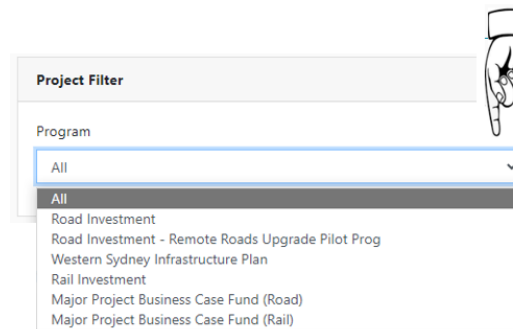 Project Filter
Program
All
All
Road Investment
Road Investment - Remote Roads Upgrade Pilot Prog
Western Sydney Infrastructure Plan
Rail Investment
Major Project Business Case Fund (Road)
Major Project Business Case Fund (Rail)